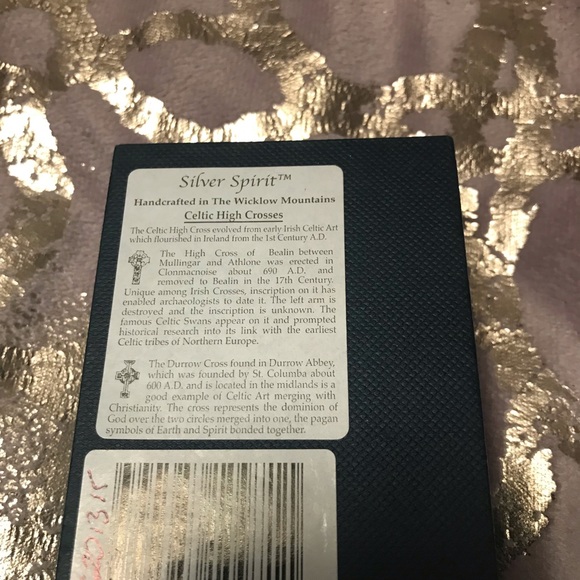 Silver Spirit™
Handcrafted in The Wicklow Mountains
Celtic High Crosses
The Celtic High Cross evolved from early Irish Celtic Art
which flourished in Ireland from the 1st Century A.D.
The High Cross of Bealin between
Mullingar and Athlone was erected in
Clonmacnoise about 690 A.D. and
removed to Bealin in the 17th Century.
Unique among Irish Crosses, inscription on it has
enabled archaeologists to date it. The left arm is
destroyed and the inscription is unknown. The
famous Celtic Swans appear on it and prompted
historical research into its link with the earliest
Celtic tribes of Northern Europe.
The Durrow Cross found in Durrow Abbey,
which was founded by St. Columba about
600 A.D. and is located in the midlands is a
good example of Celtic Art merging with
Christianity. The cross represents the dominion of
God over the two circles merged into one, the pagan
symbols of Earth and Spirit bonded together.